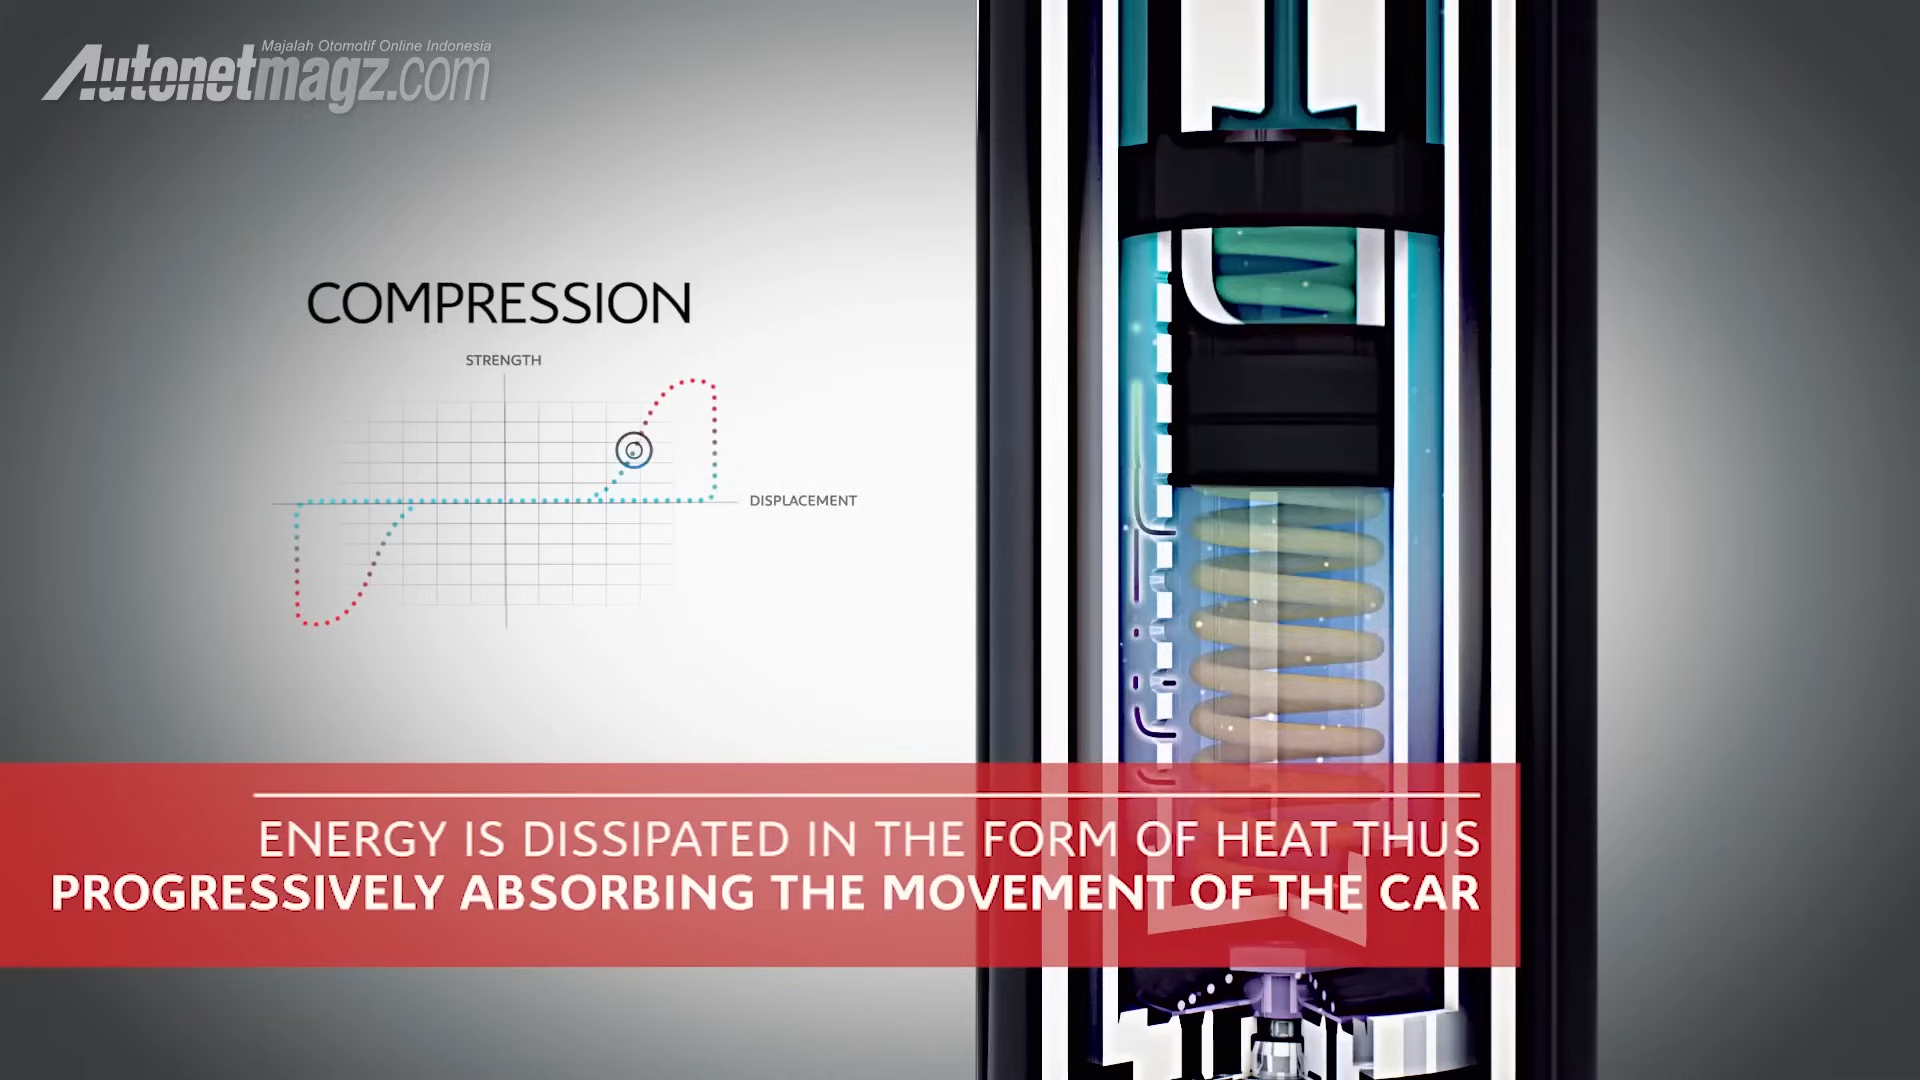 Majalah Otomotif Online Indonesia
Autonetmagz.com
COMPRESSION
STRENGTH
DISPLACEMENT
ENERGY IS DISSIPATED IN THE FORM OF HEAT THUS
PROGRESSIVELY ABSORBING THE MOVEMENT OF THE CAR